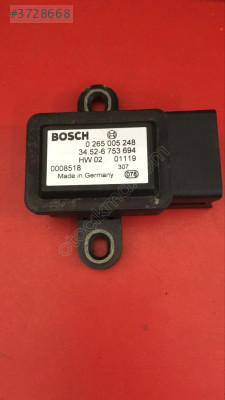 #3728668
BOSCH
0 265 005 248
34.52-6 753 694
HW 02 01119
0008518 307
Made in Germany 076